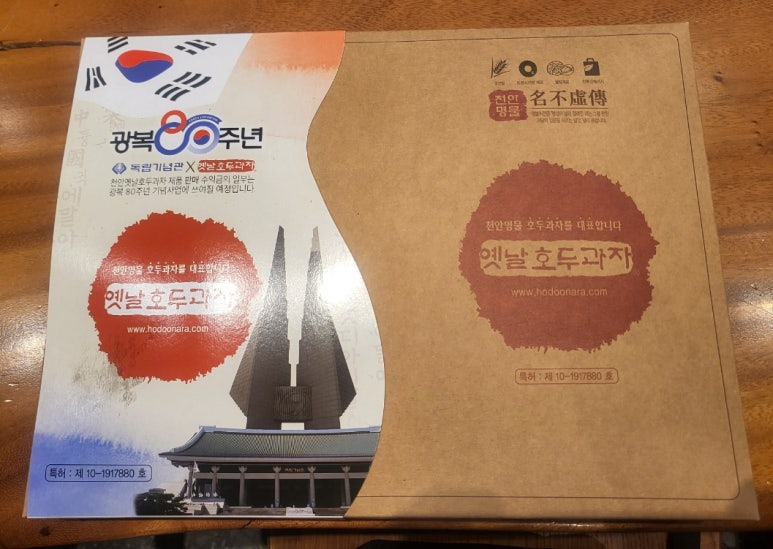 광복80주년
독립기념관 X 옛날호두과자
천안옛날호두과자 제품 판매 수익금의 일부는
광복 80주년 기념사업에 쓰여질 예정입니다
천안명물 호두과자를 대표합니다
옛날호두과자
www.hodoonara.com
특허 : 제 10-1917880 호
천안
명물
名不虛傳
천안명물 호두과자를 대표합니다
옛날호두과자
www.hodoonara.com
특허 : 제 10-1917880 호